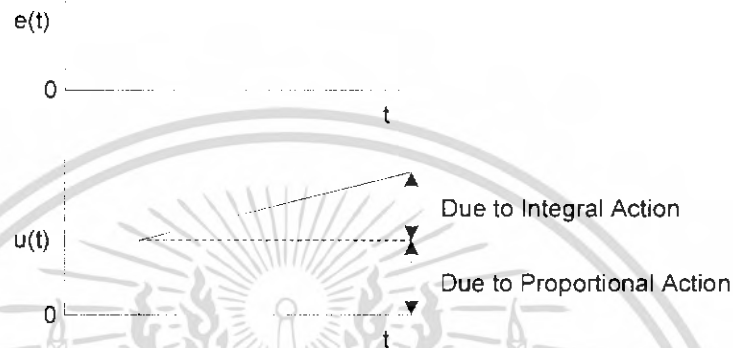 e(t)
0
t
Due to Integral Action
u(t)
Due to Proportional Action
0
t